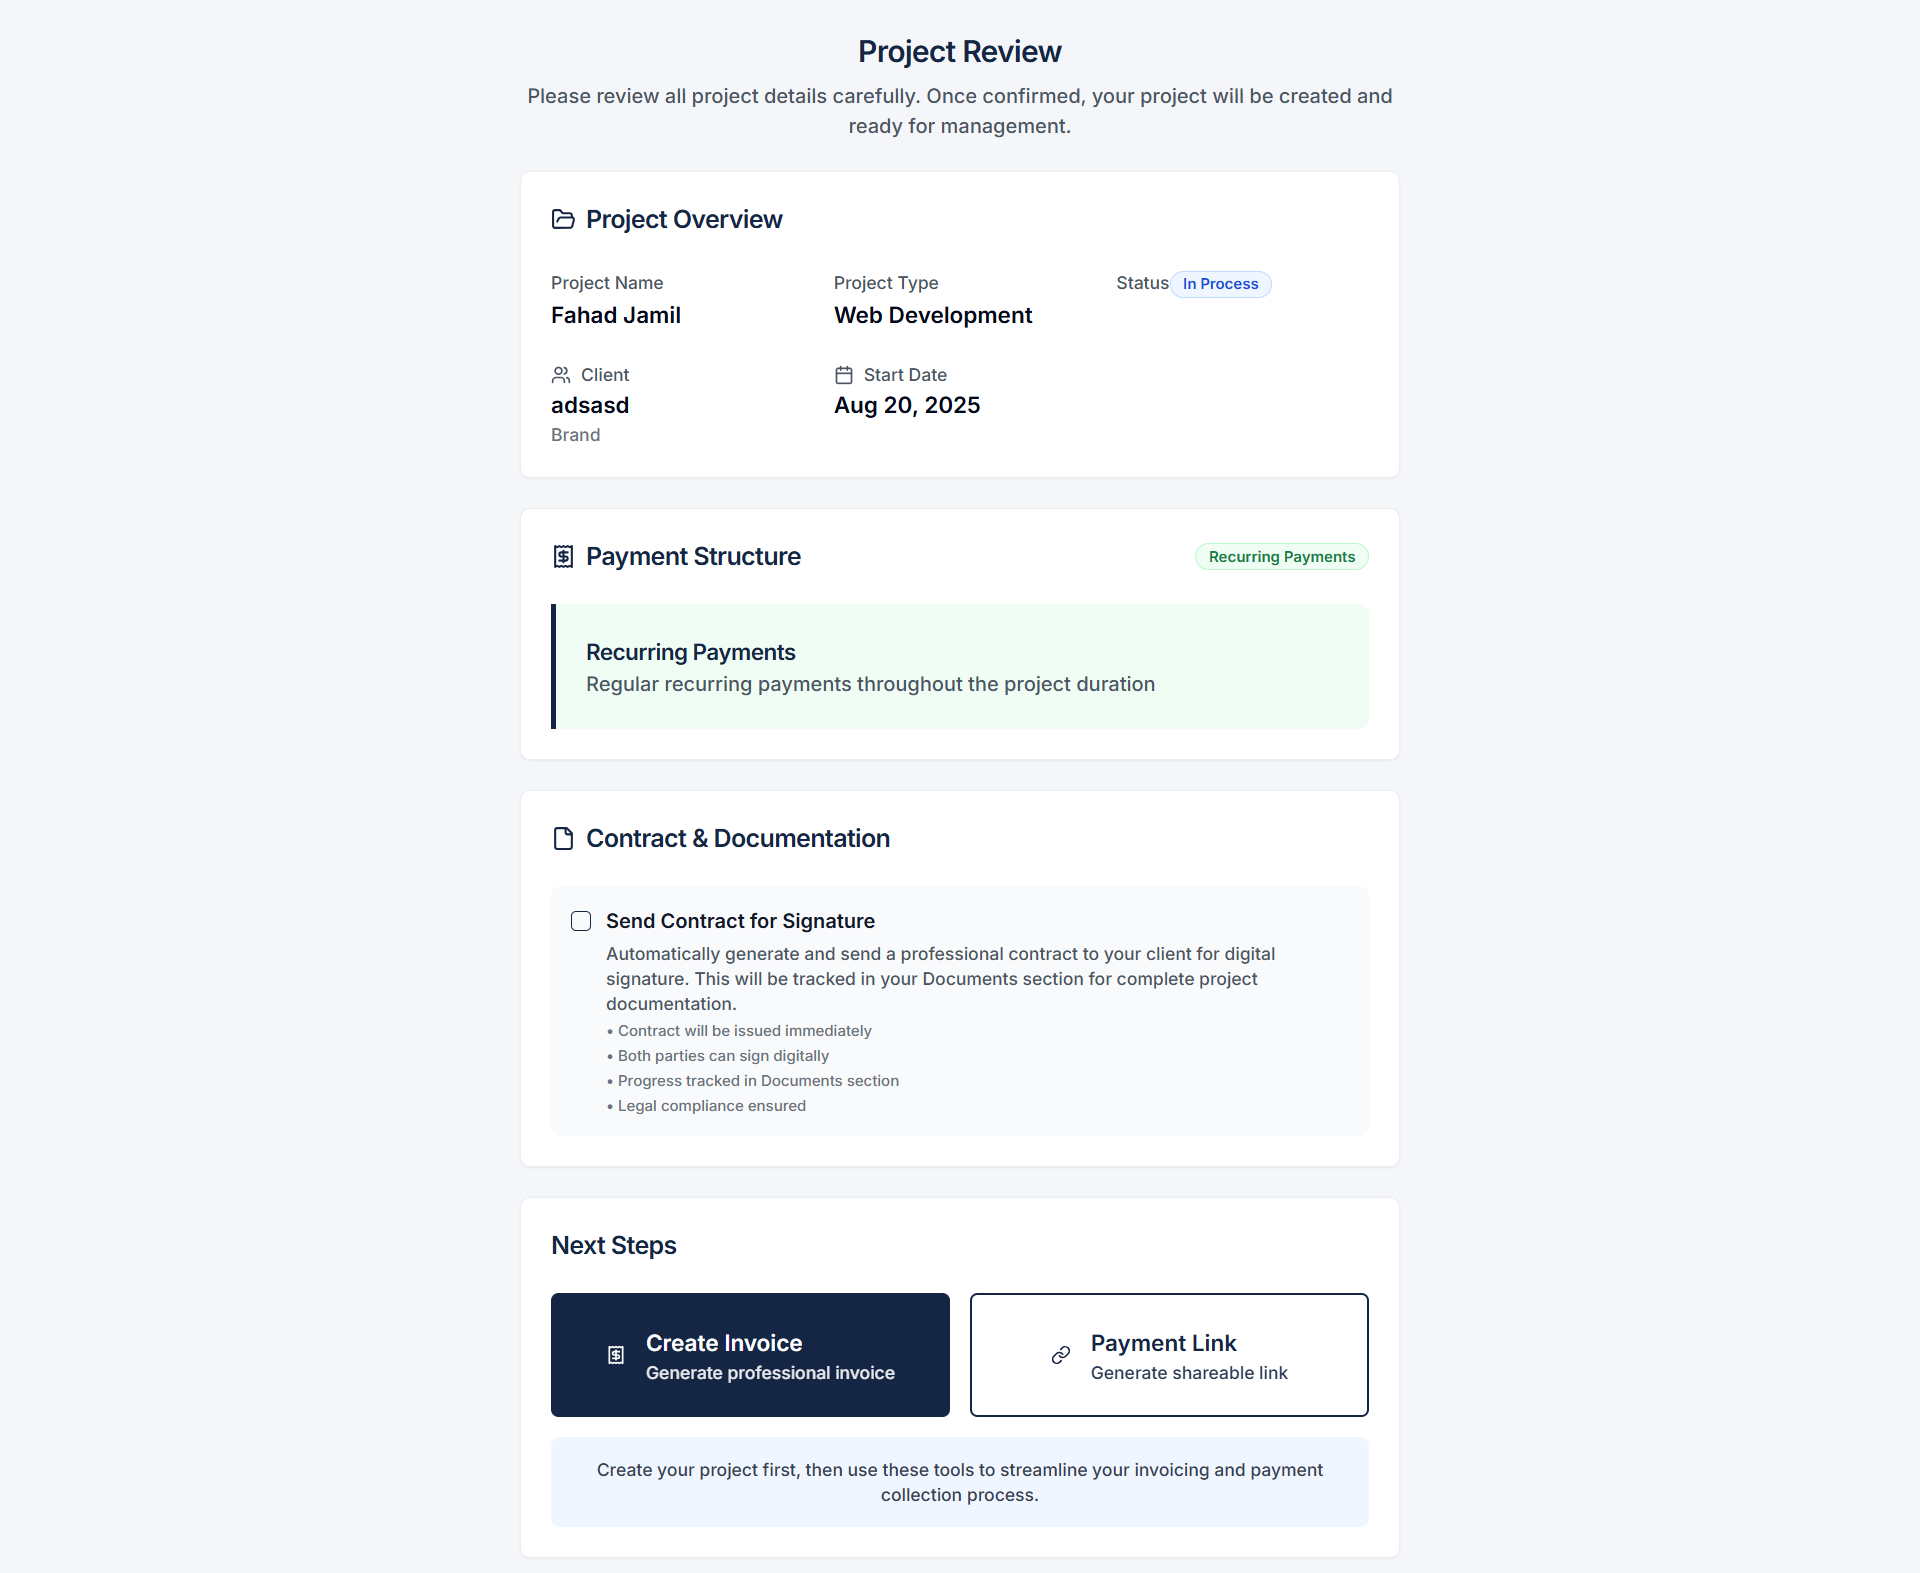 Project Review
Please review all project details carefully. Once confirmed, your project will be created and
ready for management.
Project Overview
Project Name
Fahad Jamil
Project Type
Web Development
Status
In Process
Client
adsasd
Brand
Start Date
Aug 20, 2025
Payment Structure
Recurring Payments
Recurring Payments
Regular recurring payments throughout the project duration
Contract & Documentation
Send Contract for Signature
Automatically generate and send a professional contract to your client for digital
signature. This will be tracked in your Documents section for complete project
documentation.
• Contract will be issued immediately
• Both parties can sign digitally
• Progress tracked in Documents section
• Legal compliance ensured
Next Steps
Create Invoice
Generate professional invoice
Payment Link
Generate shareable link
Create your project first, then use these tools to streamline your invoicing and payment
collection process.